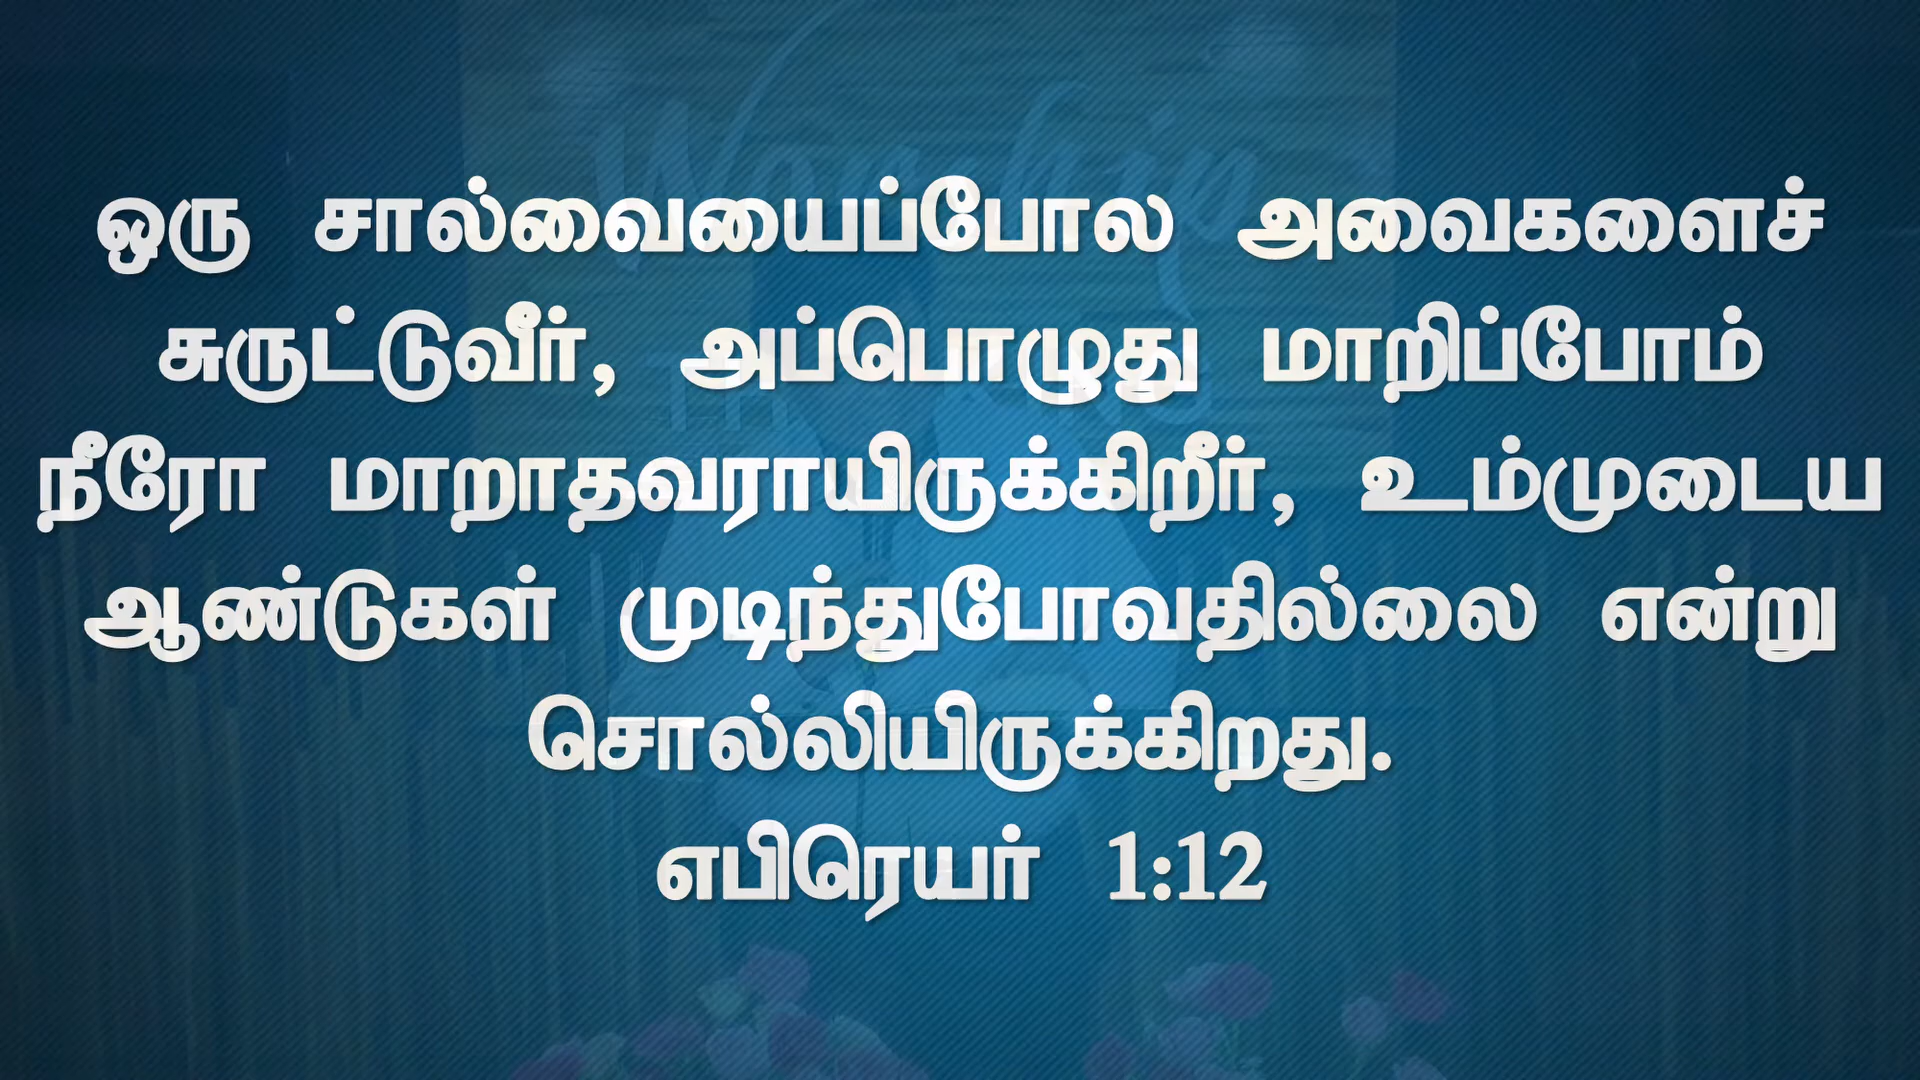 ஒரு சால்வையைப்போல அவைகளைச்
சுருட்டுவீர், அப்பொழுது மாறிப்போம்
நீரோ மாறாதவராயிருக்கிறீர், உம்முடைய
ஆண்டுகள் முடிந்துபோவதில்லை என்று
சொல்லியிருக்கிறது.
எபிரெயர் 1:12